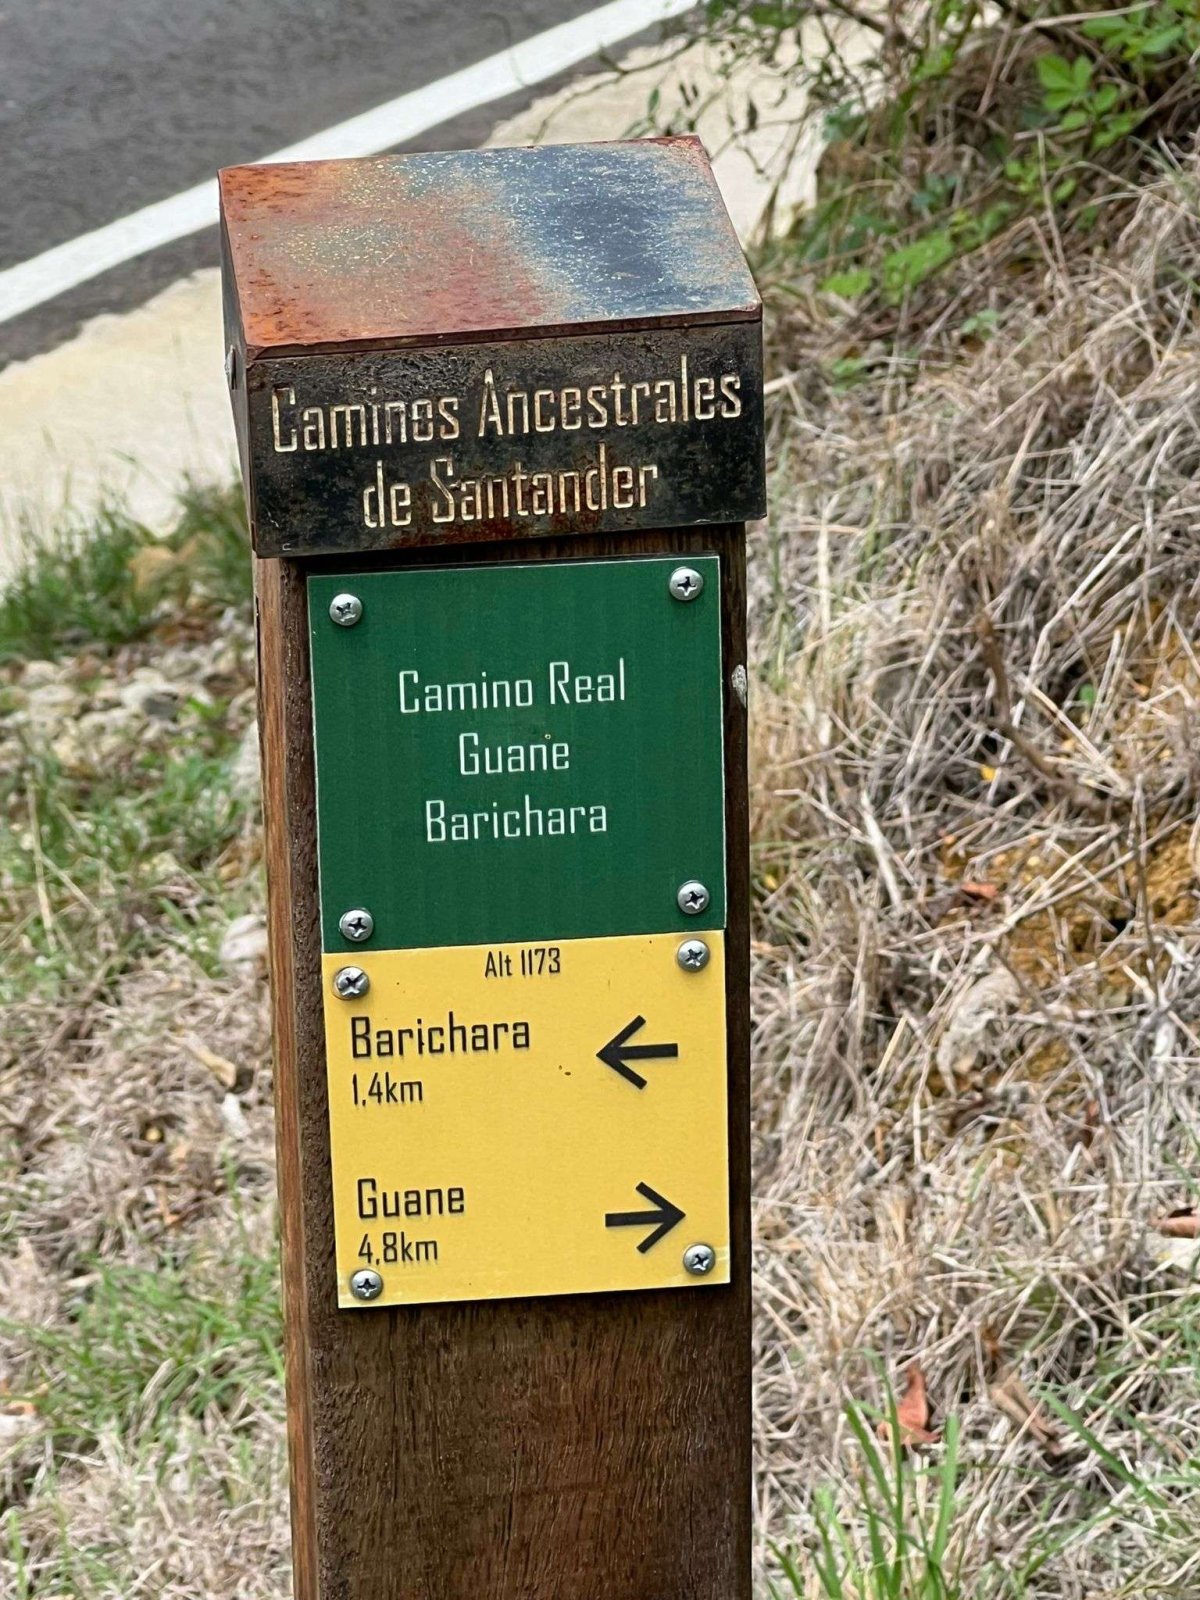 Caminos Ancestrales
de Santander
Camino Real
Guane
Barichara
Alt 1173
Barichara
1,4km
Guane
4,8km